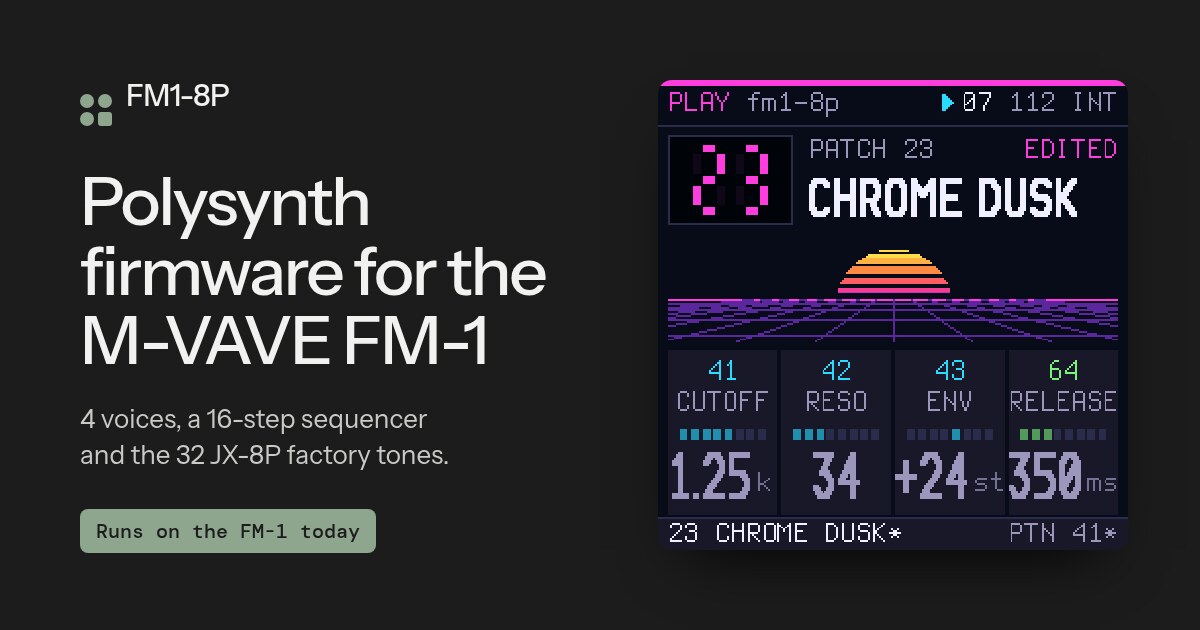 FM1-8P
Polysynth
firmware for the
M-VAVE FM-1
4 voices, a 16-step sequencer
and the 32 JX-8P factory tones.
Runs on the FM-1 today
PLAY fm1-8p 07 112 INT
23 PATCH 23 EDITED
CHROME DUSK
41 42 43 64
CUTOFF RESO ENV RELEASE
1.25k 34 +24st 350ms
23 CHROME DUSK* PTN 41*